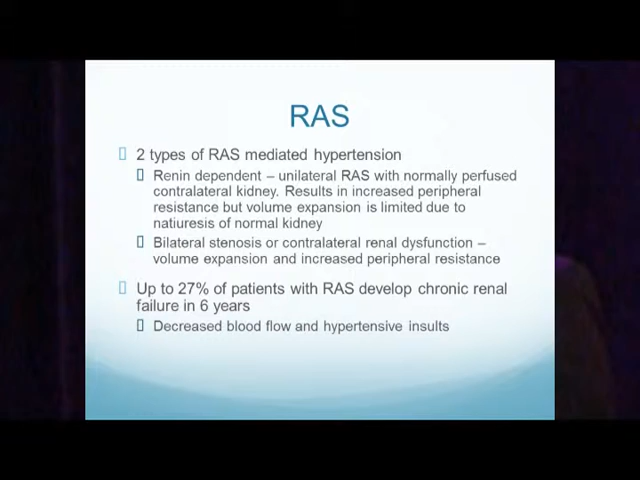 RAS
2 types of RAS mediated hypertension
Renin dependent – unilateral RAS with normally perfused
contralateral kidney. Results in increased peripheral
resistance but volume expansion is limited due to
natiuresis of normal kidney
Bilateral stenosis or contralateral renal dysfunction –
volume expansion and increased peripheral resistance
Up to 27% of patients with RAS develop chronic renal
failure in 6 years
Decreased blood flow and hypertensive insults